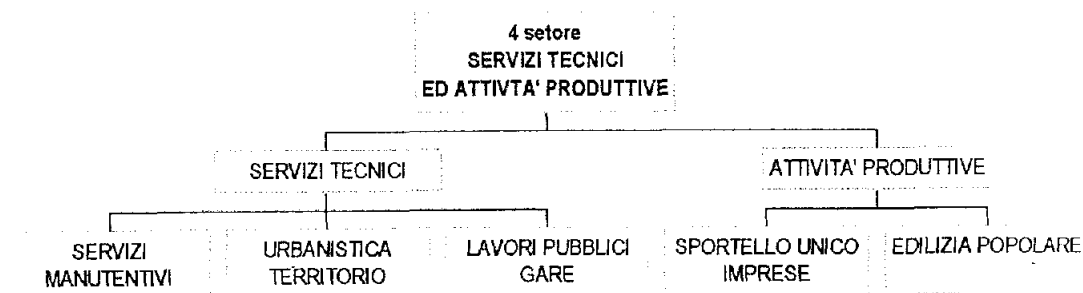 4 setore
SERVIZI TECNICI
ED ATTIVTA' PRODUTTIVE
SERVIZI TECNICI
ATTIVITA' PRODUTTIVE
SERVIZI
MANUTENTIVI
URBANISTICA
TERRITORIO
LAVORI PUBBLICI
GARE
SPORTELLO UNICO
IMPRESE
EDILIZIA POPOLARE